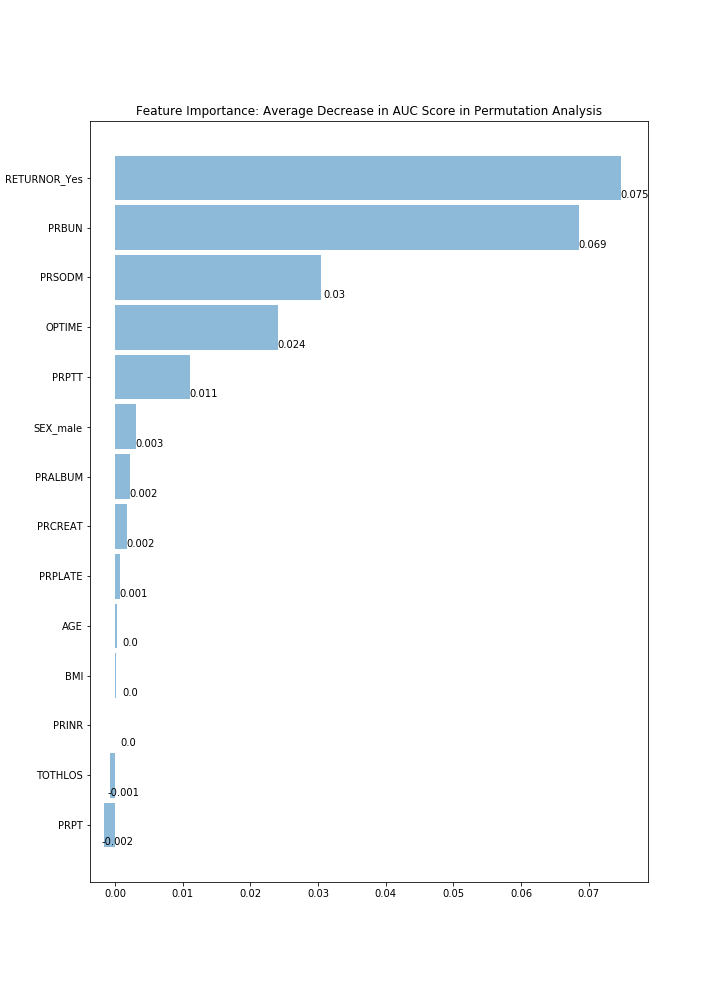 Feature Importance: Average Decrease in AUC Score in Permutation Analysis
RETURNOR_Yes
0.075
PRBUN
0.069
PRSODM
0.03
OPTIME
0.024
PRPTT
0.011
SEX_male
0.003
PRALBUM
0.002
PRCREAT
0.002
PRPLATE
0.001
AGE
0.0
BMI
0.0
PRINR
0.0
TOTHLOS
-0.001
PRPT
-0.002
0.00 0.01 0.02 0.03 0.04 0.05 0.06 0.07